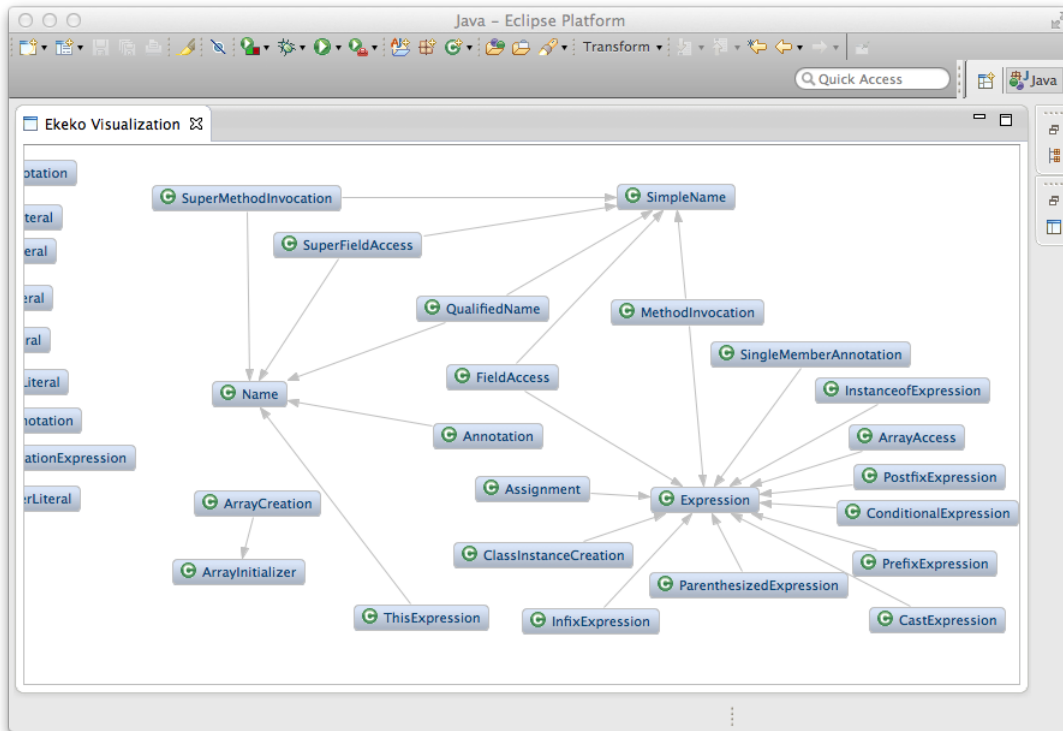 Java – Eclipse Platform
Transform
Quick Access
Java
Ekeko Visualization
otation
SuperMethodInvocation
SimpleName
teral
SuperFieldAccess
eral
eral
QualifiedName
MethodInvocation
ral
SingleMemberAnnotation
FieldAccess
Literal
InstanceofExpression
Name
notation
Annotation
ArrayAccess
ationExpression
PostfixExpression
Assignment
Expression
erLiteral
ArrayCreation
ConditionalExpression
ClassInstanceCreation
PrefixExpression
ArrayInitializer
ParenthesizedExpression
ThisExpression
InfixExpression
CastExpression